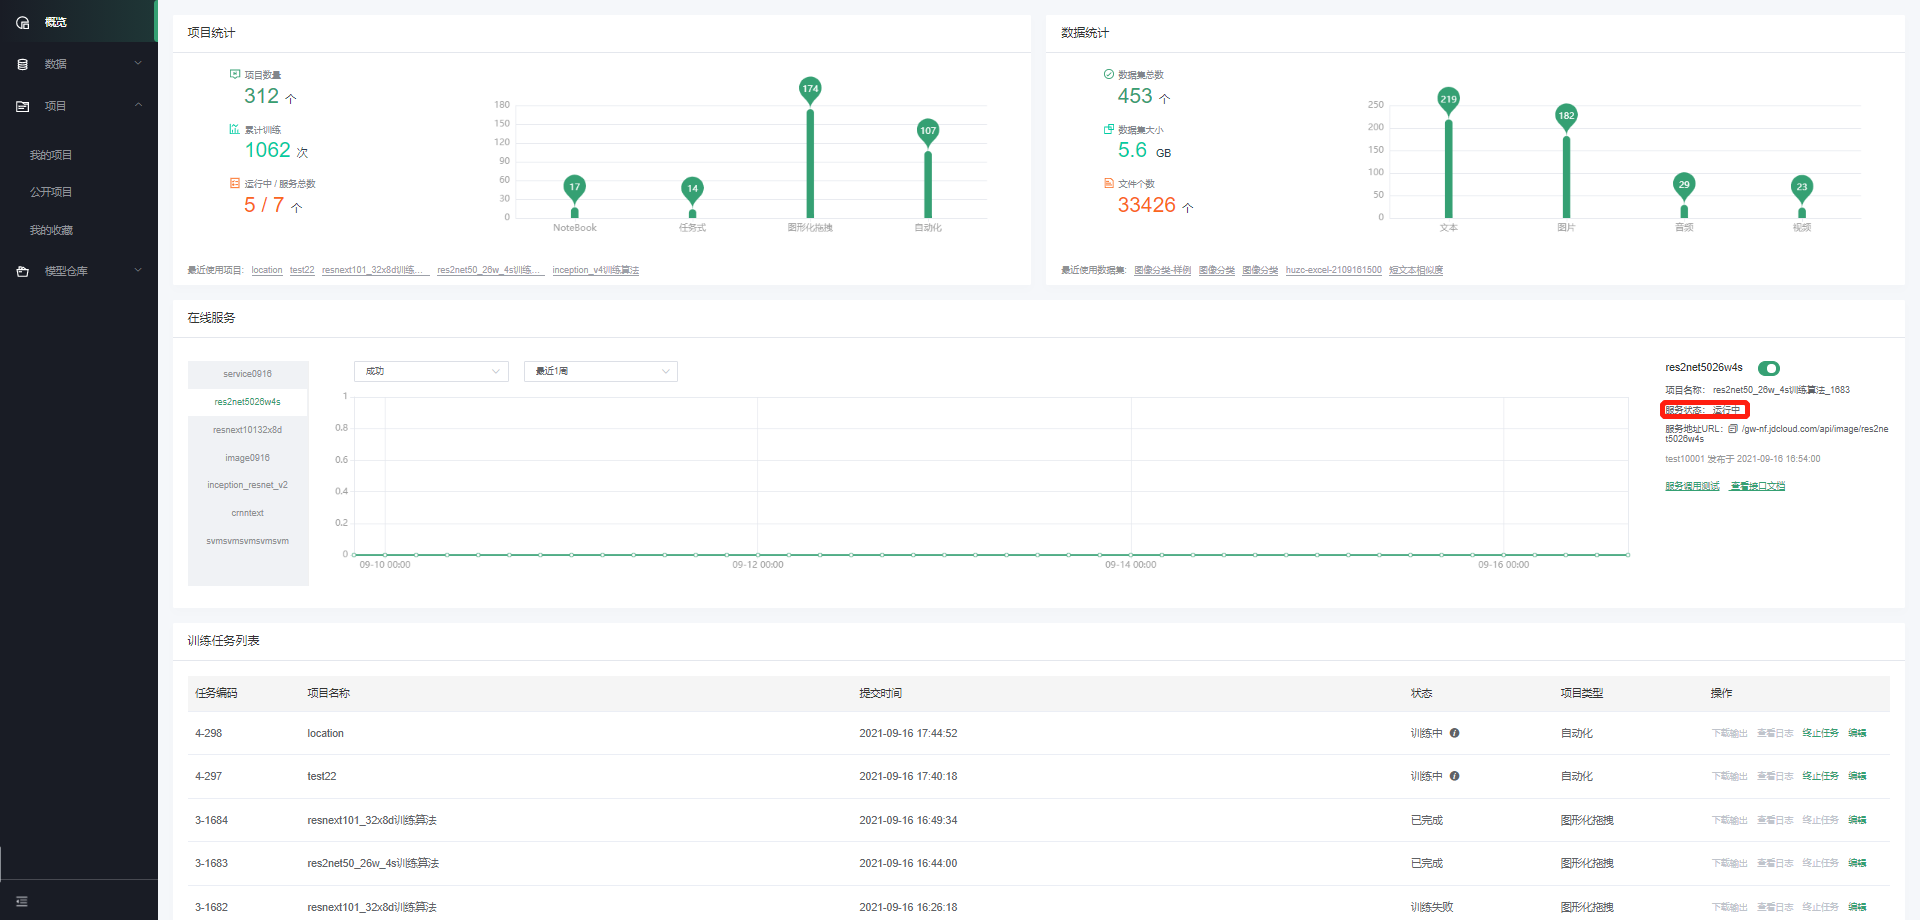 概览
数据
项目
我的项目
公开项目
我的收藏
模型仓库
项目统计
项目数量
312 个
累计训练
1062 次
运行中 / 服务总数
5 / 7 个
180
150
120
90
60
30
0
17
14
174
107
NoteBook
任务式
图形化拖拽
自动化
最近使用项目: location test22 resnext101_32x8d训练... res2net50_26w_4s训练... inception_v4训练算法
数据统计
数据集总数
453 个
数据集大小
5.6 GB
文件个数
33426 个
250
200
150
100
50
0
219
182
29
23
文本
图片
音频
视频
最近使用数据集: 图像分类-样例 图像分类 图像分类 huzc-excel-2109161500 短文本相似度
在线服务
service0916
res2net5026w4s
resnext10132x8d
image0916
inception_resnet_v2
crnntext
svmsvmsvmsvmsvm
成功
最近1周
1
0.8
0.6
0.4
0.2
0
09-10 00:00
09-12 00:00
09-14 00:00
09-16 00:00
res2net5026w4s
项目名称: res2net50_26w_4s训练算法_1683
服务状态: 运行中
服务地址URL: /gw-nf.jdcloud.com/api/image/res2ne
t5026w4s
test10001 发布于 2021-09-16 16:54:00
服务调用测试 查看接口文档
训练任务列表
任务编码 项目名称 提交时间 状态 项目类型 操作
4-298 location 2021-09-16 17:44:52 训练中 自动化 下载输出 查看日志 终止任务 编辑
4-297 test22 2021-09-16 17:40:18 训练中 自动化 下载输出 查看日志 终止任务 编辑
3-1684 resnext101_32x8d训练算法 2021-09-16 16:49:34 已完成 图形化拖拽 下载输出 查看日志 终止任务 编辑
3-1683 res2net50_26w_4s训练算法 2021-09-16 16:44:00 已完成 图形化拖拽 下载输出 查看日志 终止任务 编辑
3-1682 resnext101_32x8d训练算法 2021-09-16 16:26:18 训练失败 图形化拖拽 下载输出 查看日志 终止任务 编辑